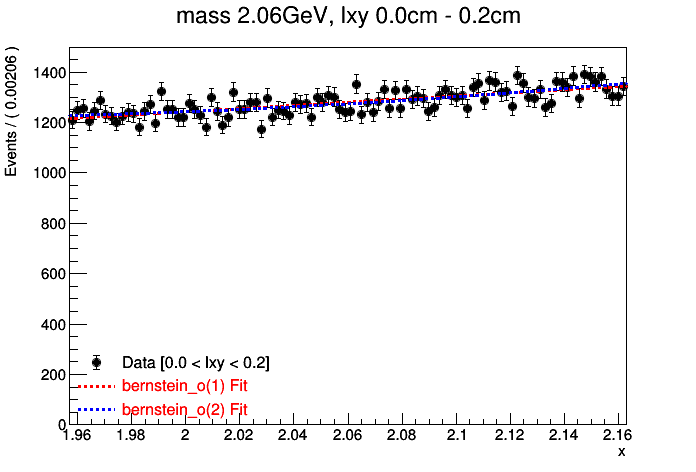 mass 2.06GeV, lxy 0.0cm - 0.2cm
Events / ( 0.00206 )
1400
1200
1000
800
600
400
200
0
Data [0.0 < lxy < 0.2]
bernstein_o(1) Fit
bernstein_o(2) Fit
1.96 1.98 2 2.02 2.04 2.06 2.08 2.1 2.12 2.14 2.16
x